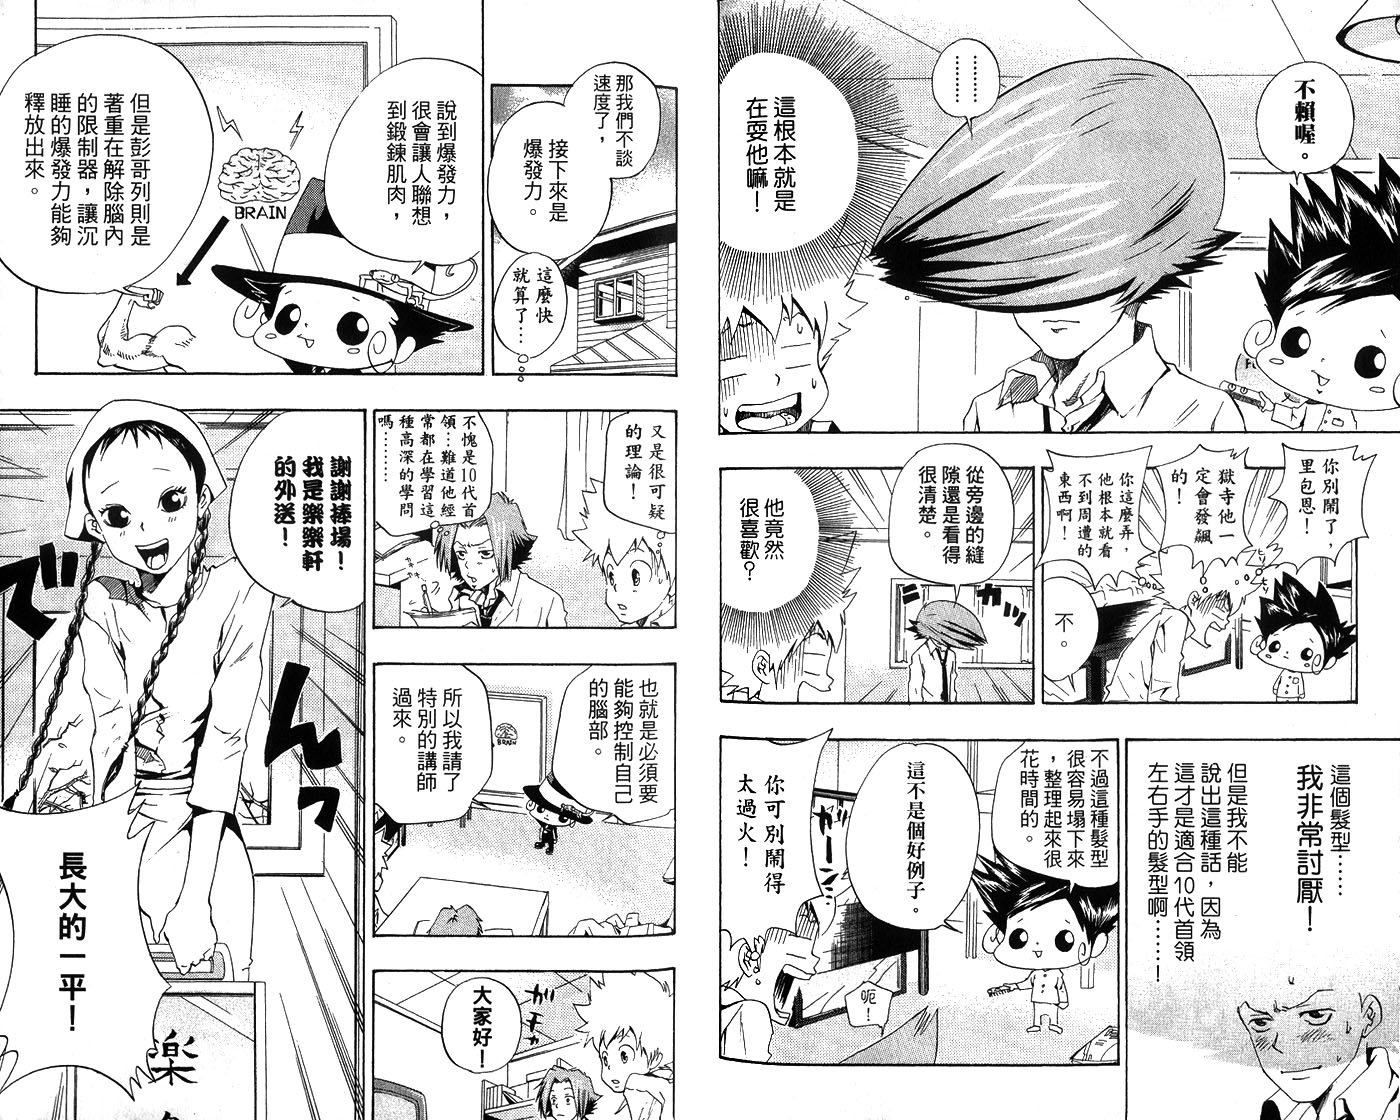 不賴喔。
………
這根本就是
在耍他嘛！
你別鬧了，
里包恩！
獄寺他一
定會發飆
的！
你這麼弄，
他根本就看
不到周遭的
東西啊！
不。
從旁邊的縫
隙還是看得
很清楚。
他竟然
很喜歡？
這個髮型……
我非常討厭！
但是我不能
說出這種話，因為
這才是適合10代首領
左右手的髮型啊……！
不過這種髮型
很容易塌下來
，整理起來很
花時間的。
這不是個好例子。
呃！
你可別鬧得
太過火！
那我們不談
速度了，
接下來是
爆發力。
這麼快
就算了…
說到爆發力，
很會讓人聯想
到鍛鍊肌肉，
BRAIN
但是彭哥列則是
著重在解除腦內
的限制器，讓沉
睡的爆發力能夠
釋放出來。
又是很可疑
的理論！
不愧是10代首
領…難道他經
常都在學習這
種高深的學問
嗎………
也就是必須要
能夠控制自己
的腦部。
BRAIN
所以我請了
特別的講師
過來。
大家好！
謝謝捧場！
我是樂樂軒
的外送！
長大的一平！
楽